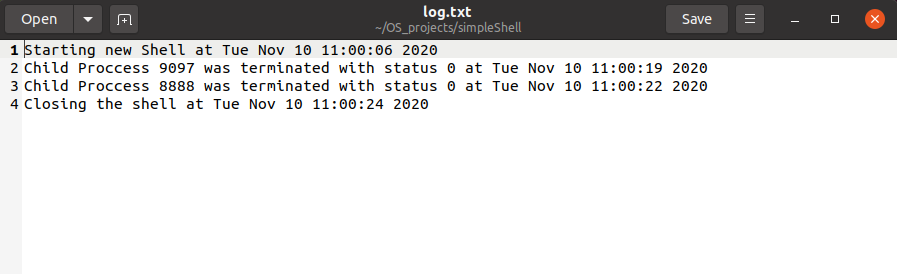 Open
log.txt
~/OS_projects/simpleShell
Save
1 Starting new Shell at Tue Nov 10 11:00:06 2020
2 Child Proccess 9097 was terminated with status 0 at Tue Nov 10 11:00:19 2020
3 Child Proccess 8888 was terminated with status 0 at Tue Nov 10 11:00:22 2020
4 Closing the shell at Tue Nov 10 11:00:24 2020